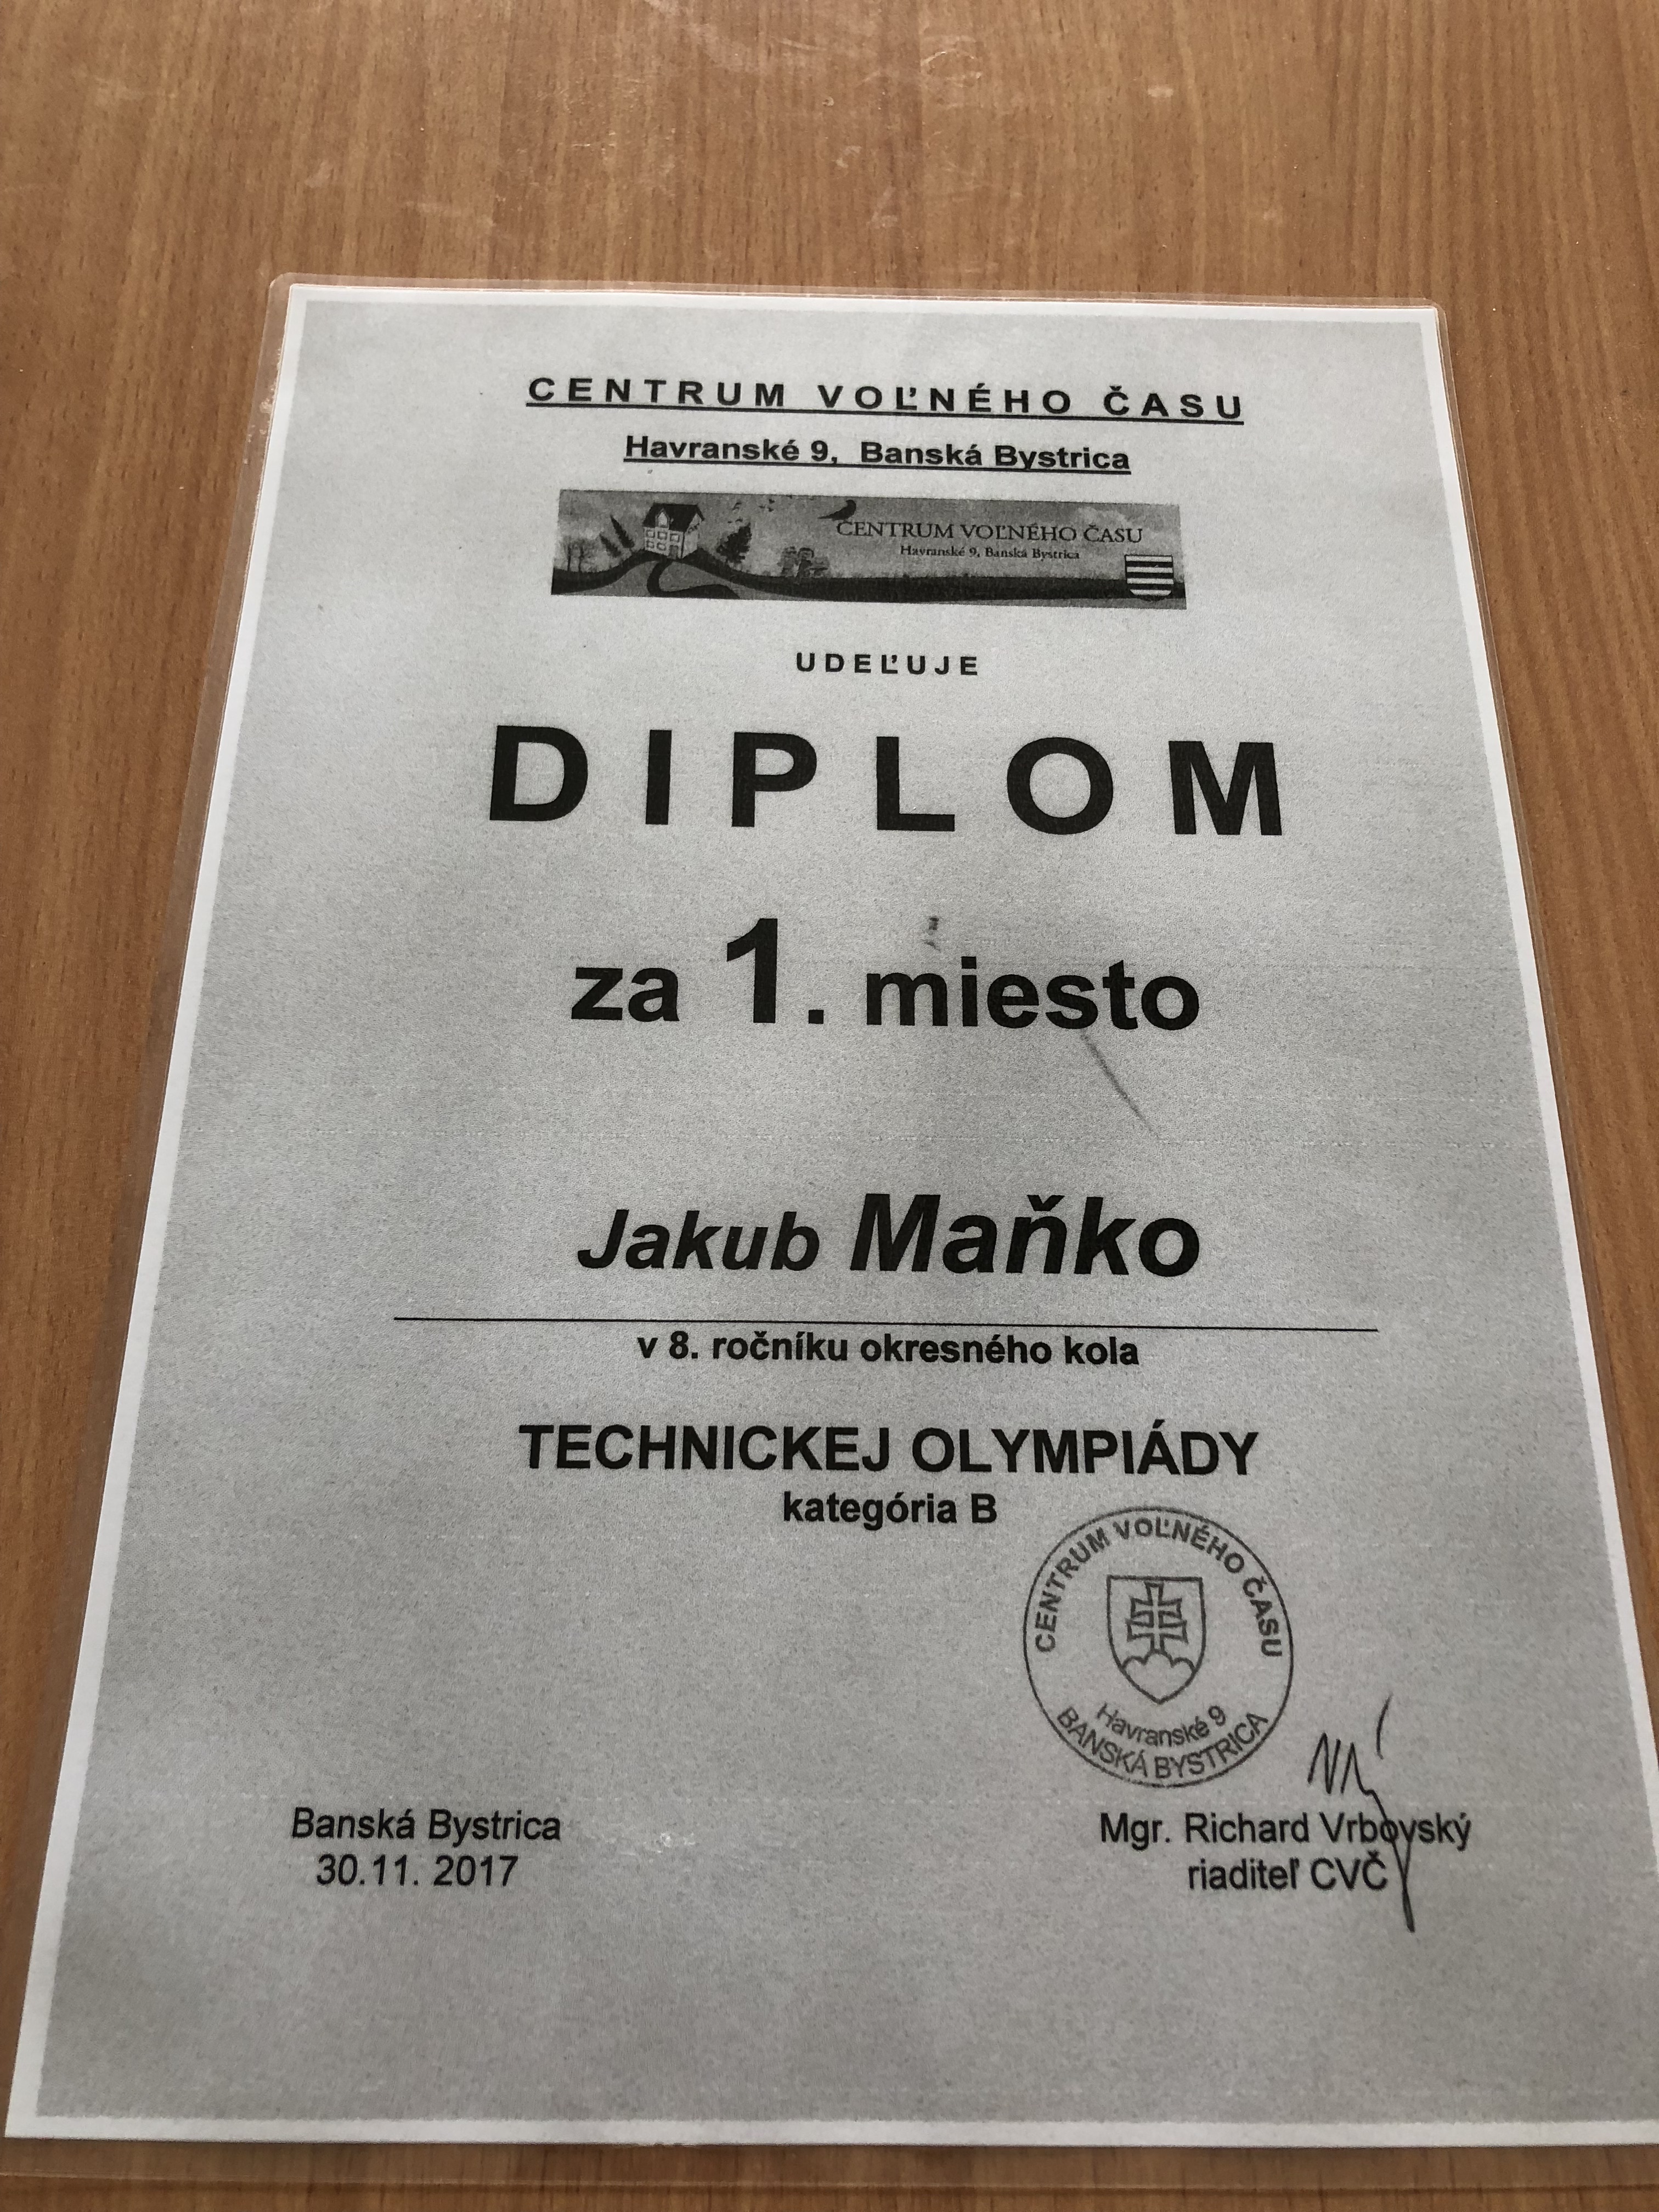 CENTRUM VOĽNÉHO ČASU
Havranské 9, Banská Bystrica
CENTRUM VOĽNÉHO ČASU
Havranské 9, Banská Bystrica
UDEĽUJE
DIPLOM
za 1. miesto
Jakub Maňko
v 8. ročníku okresného kola
TECHNICKEJ OLYMPIÁDY
kategória B
CENTRUM VOĽNÉHO ČASU
Havranské 9
BANSKÁ BYSTRICA
Banská Bystrica
30.11. 2017
Mgr. Richard Vrbovský
riaditeľ CVČ